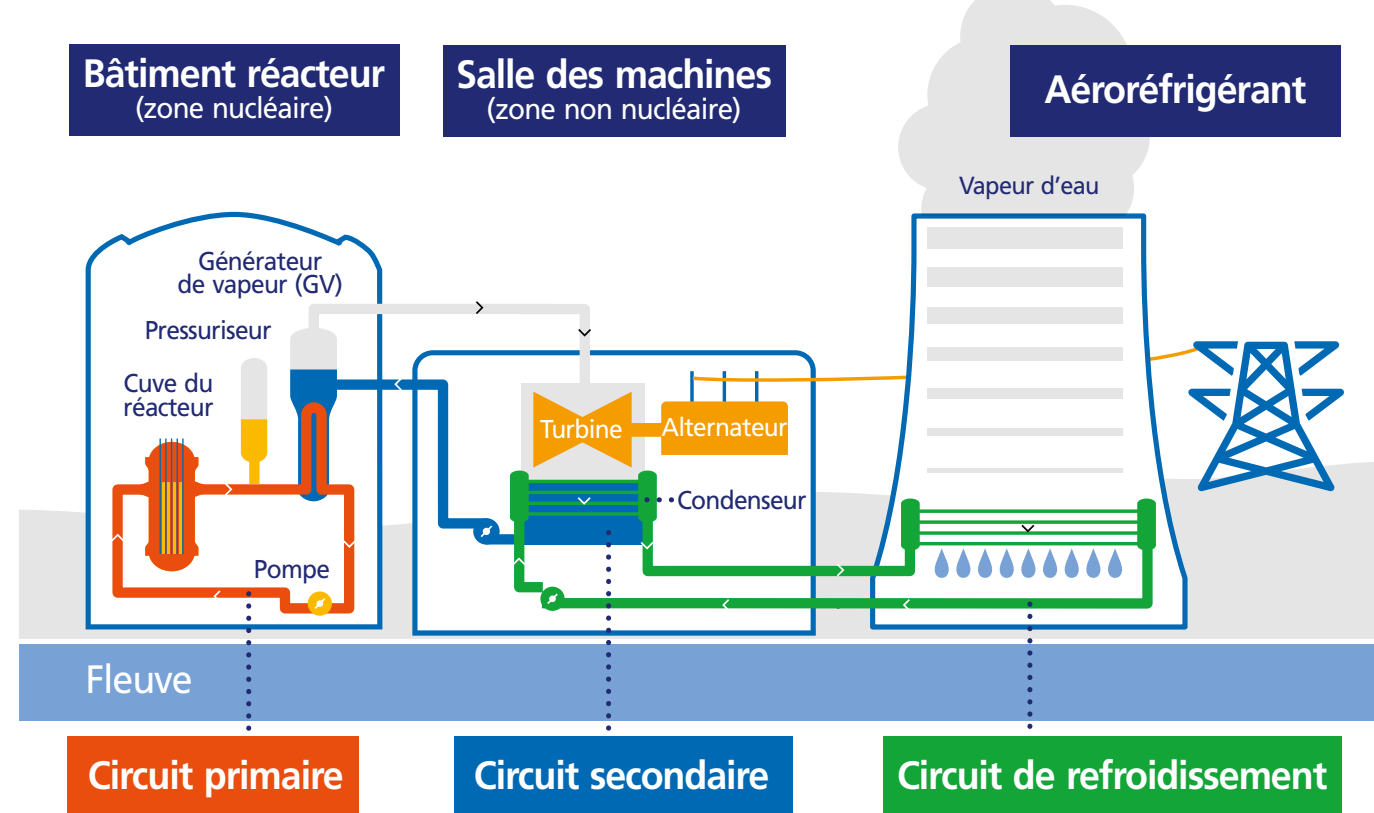 Bâtiment réacteur
(zone nucléaire)
Salle des machines
(zone non nucléaire)
Aéroréfrigérant
Vapeur d'eau
Générateur
de vapeur (GV)
Pressuriseur
Cuve du
réacteur
Turbine
Alternateur
Condenseur
Pompe
Fleuve
Circuit primaire
Circuit secondaire
Circuit de refroidissement